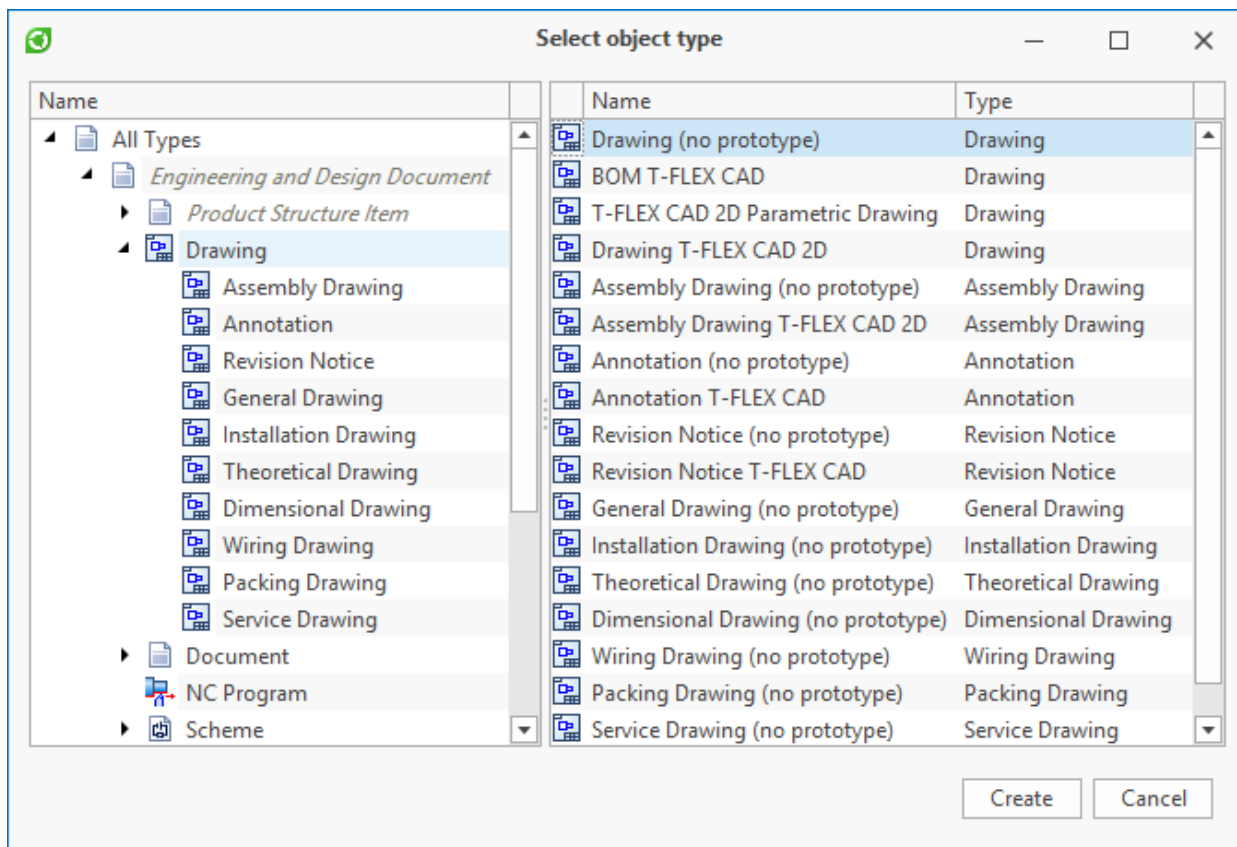 Select object type
Name
All Types
Engineering and Design Document
Product Structure Item
Drawing
Assembly Drawing
Annotation
Revision Notice
General Drawing
Installation Drawing
Theoretical Drawing
Dimensional Drawing
Wiring Drawing
Packing Drawing
Service Drawing
Document
NC Program
Scheme
Name Type
Drawing (no prototype) Drawing
BOM T-FLEX CAD Drawing
T-FLEX CAD 2D Parametric Drawing Drawing
Drawing T-FLEX CAD 2D Drawing
Assembly Drawing (no prototype) Assembly Drawing
Assembly Drawing T-FLEX CAD 2D Assembly Drawing
Annotation (no prototype) Annotation
Annotation T-FLEX CAD Annotation
Revision Notice (no prototype) Revision Notice
Revision Notice T-FLEX CAD Revision Notice
General Drawing (no prototype) General Drawing
Installation Drawing (no prototype) Installation Drawing
Theoretical Drawing (no prototype) Theoretical Drawing
Dimensional Drawing (no prototype) Dimensional Drawing
Wiring Drawing (no prototype) Wiring Drawing
Packing Drawing (no prototype) Packing Drawing
Service Drawing (no prototype) Service Drawing
Create Cancel